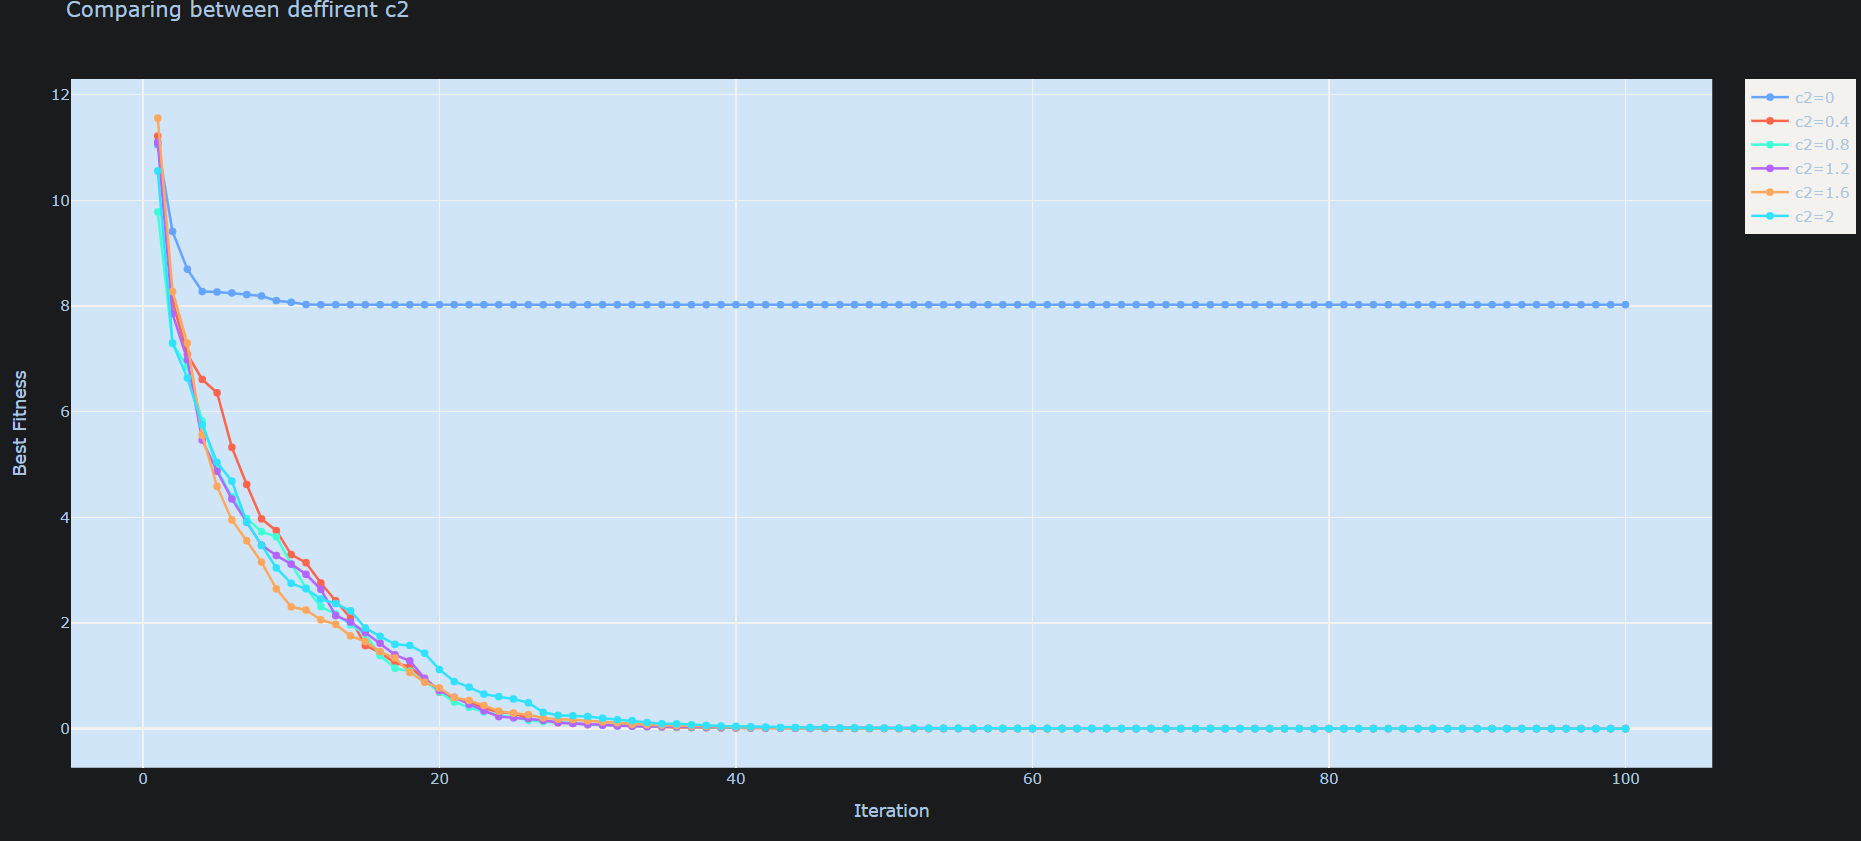 Comparing between deffirent c2
12
10
8
6
4
2
0
Best Fitness
0 20 40 60 80 100
Iteration
c2=0
c2=0.4
c2=0.8
c2=1.2
c2=1.6
c2=2